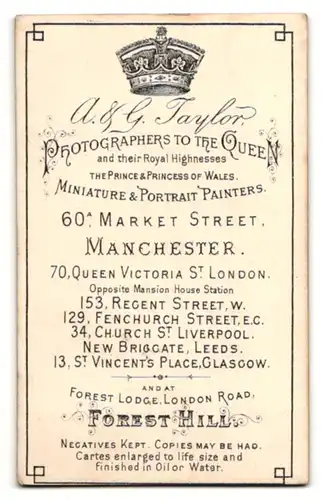 A. & G. Taylor,
PHOTOGRAPHERS TO THE QUEEN
and their Royal Highnesses
THE PRINCE & PRINCESS OF WALES.
MINIATURE & PORTRAIT PAINTERS.
60A MARKET STREET,
MANCHESTER.
70, QUEEN VICTORIA ST LONDON.
Opposite Mansion House Station
153, REGENT STREET, W.
129, FENCHURCH STREET, E.C.
34, CHURCH ST LIVERPOOL.
NEW BRIGGATE, LEEDS.
13, ST VINCENT'S PLACE, GLASGOW.
AND AT
FOREST LODGE, LONDON ROAD,
FOREST HILL.
NEGATIVES KEPT. COPIES MAY BE HAD.
Cartes enlarged to life size and
finished in Oil or Water.